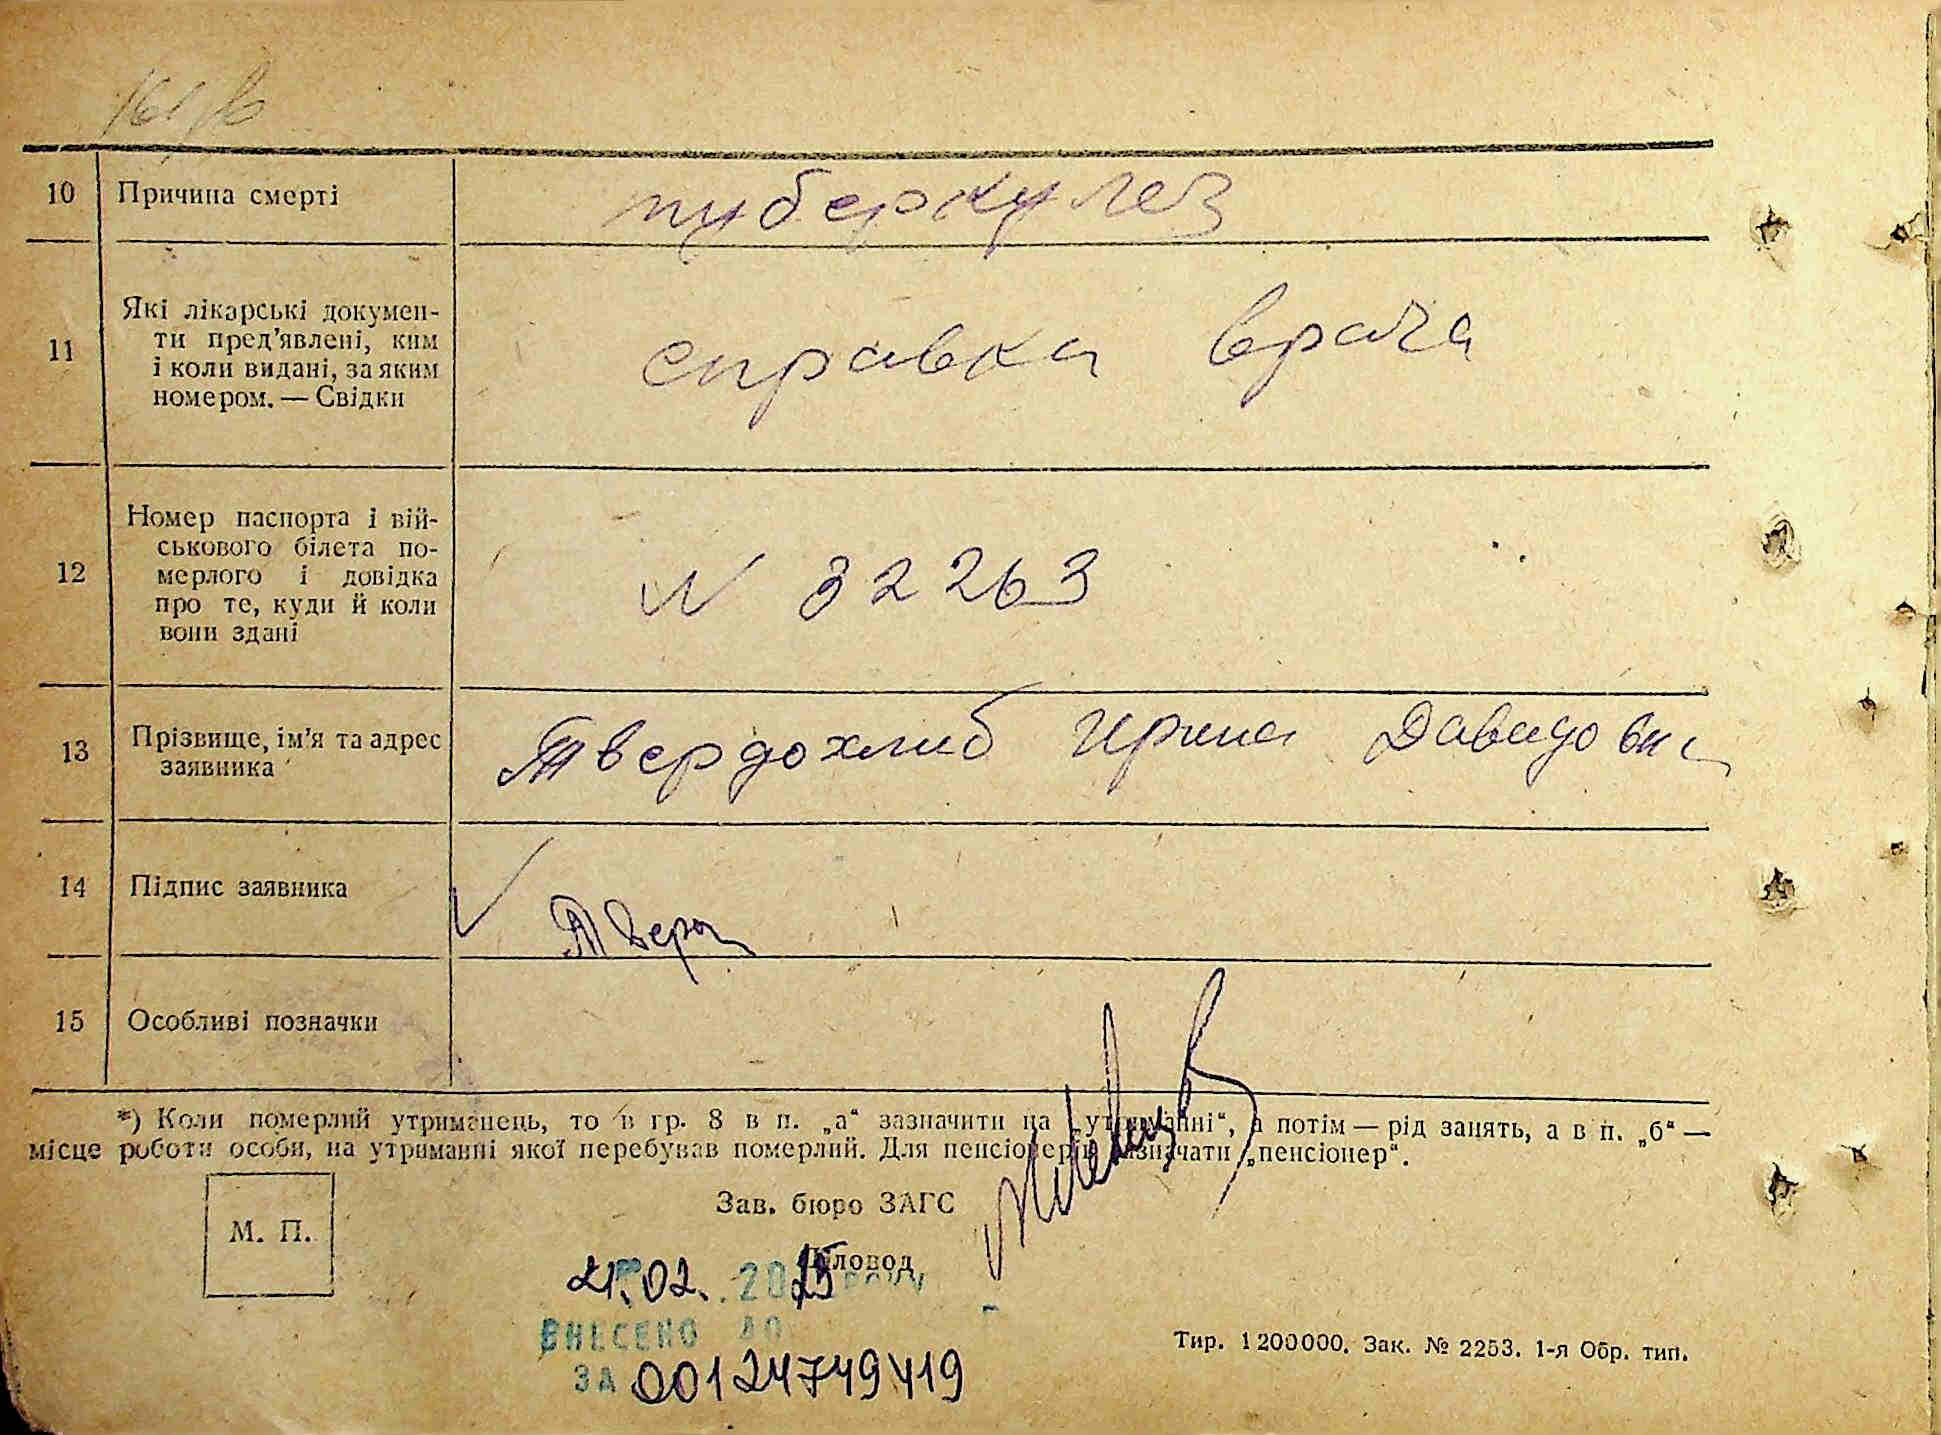 10 Причина смерті туберкулез
11 Які лікарські докумен-
ти пред'явлені, ким
і коли видані, за яким
номером. — Свідки
справка врача
12 Номер паспорта і вій-
ськового білета по-
мерлого і довідка
про те, куди й коли
вони здані
N 32263
13 Прізвище, ім'я та адрес
заявника
Твердохлиб Ирина Давидовна
14 Підпис заявника
15 Особливі позначки
*) Коли померлий утриманець, то в гр. 8 в п. „а“ зазначити на „утриманні“, а потім — рід занять, а в п. „б“ —
місце роботи особи, на утриманні якої перебував померлий. Для пенсіонерів зазначати „пенсіонер“.
М. П.
Зав. бюро ЗАГС
Діловод
21.02.2025 року
ВНЕСЕНО ДО
ЗА 00124749419
Тир. 1200000. Зак. № 2253. 1-я Обр. тип.